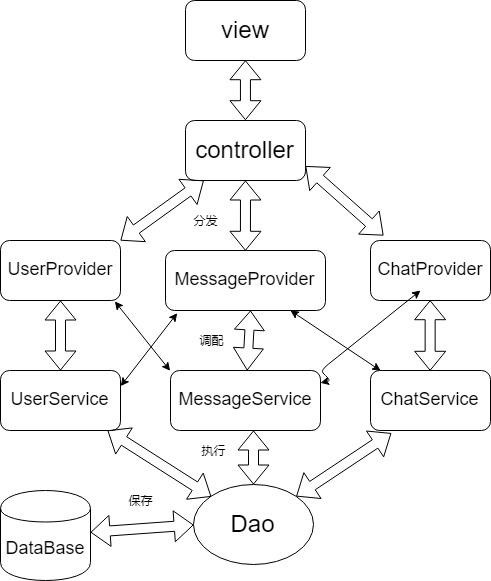 view
controller
分发
UserProvider
MessageProvider
ChatProvider
调配
UserService
MessageService
ChatService
执行
保存
Dao
DataBase